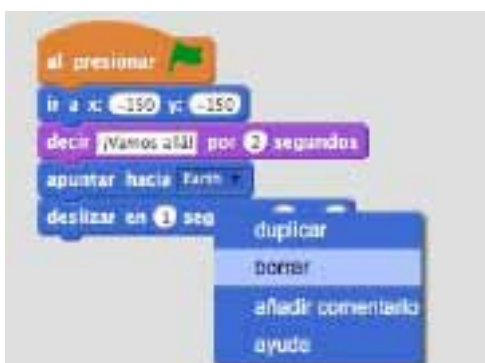 al presionar
ir a x: -150 y: -150
decir ¡Vamos allá! por 2 segundos
apuntar hacia Earth
deslizar en 1 seg
duplicar
borrar
añadir comentario
ayuda